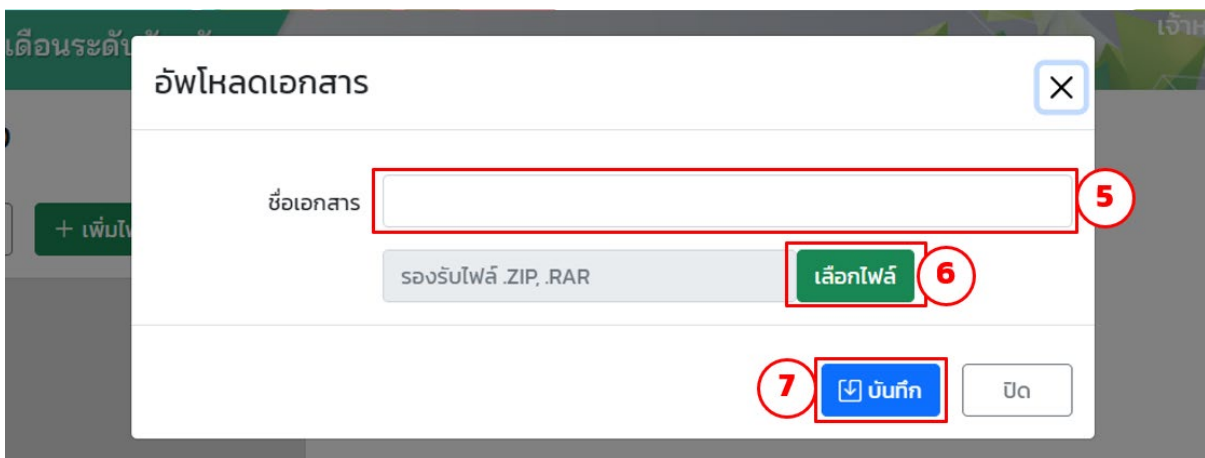 เจ้าห
เดือนระดับ
อัพโหลดเอกสาร
ชื่อเอกสาร
5
+ เพิ่มไฟ
รองรับไฟล์ .ZIP, .RAR
เลือกไฟล์
6
7
บันทึก
ปิด